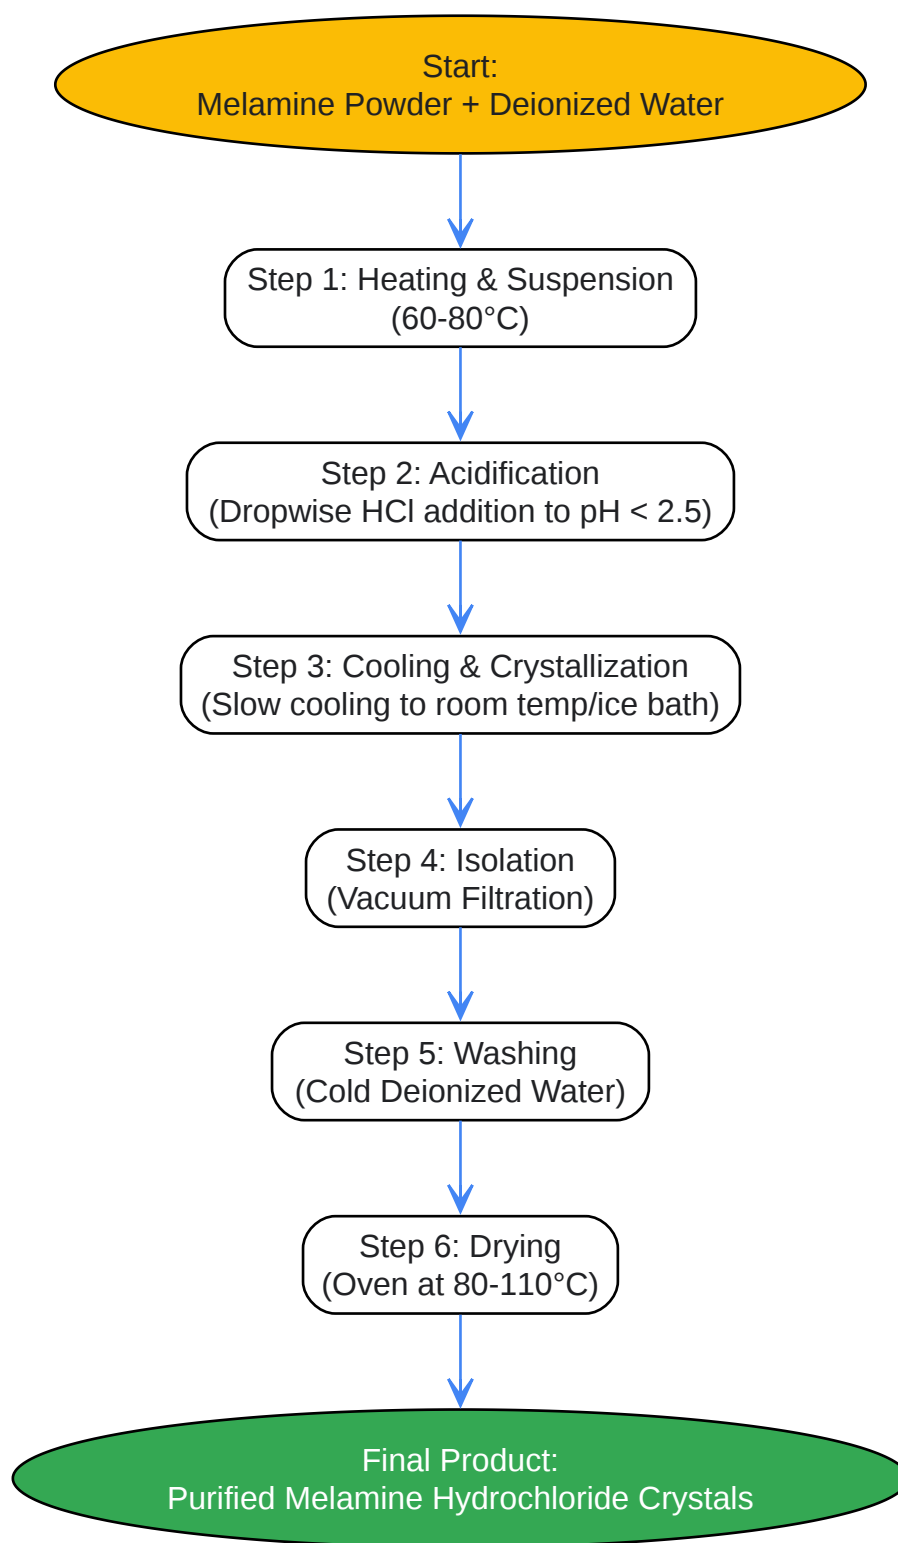 Start:
Melamine Powder + Deionized Water
Step 1: Heating & Suspension
(60-80°C)
Step 2: Acidification
(Dropwise HCl addition to pH < 2.5)
Step 3: Cooling & Crystallization
(Slow cooling to room temp/ice bath)
Step 4: Isolation
(Vacuum Filtration)
Step 5: Washing
(Cold Deionized Water)
Step 6: Drying
(Oven at 80-110°C)
Final Product:
Purified Melamine Hydrochloride Crystals